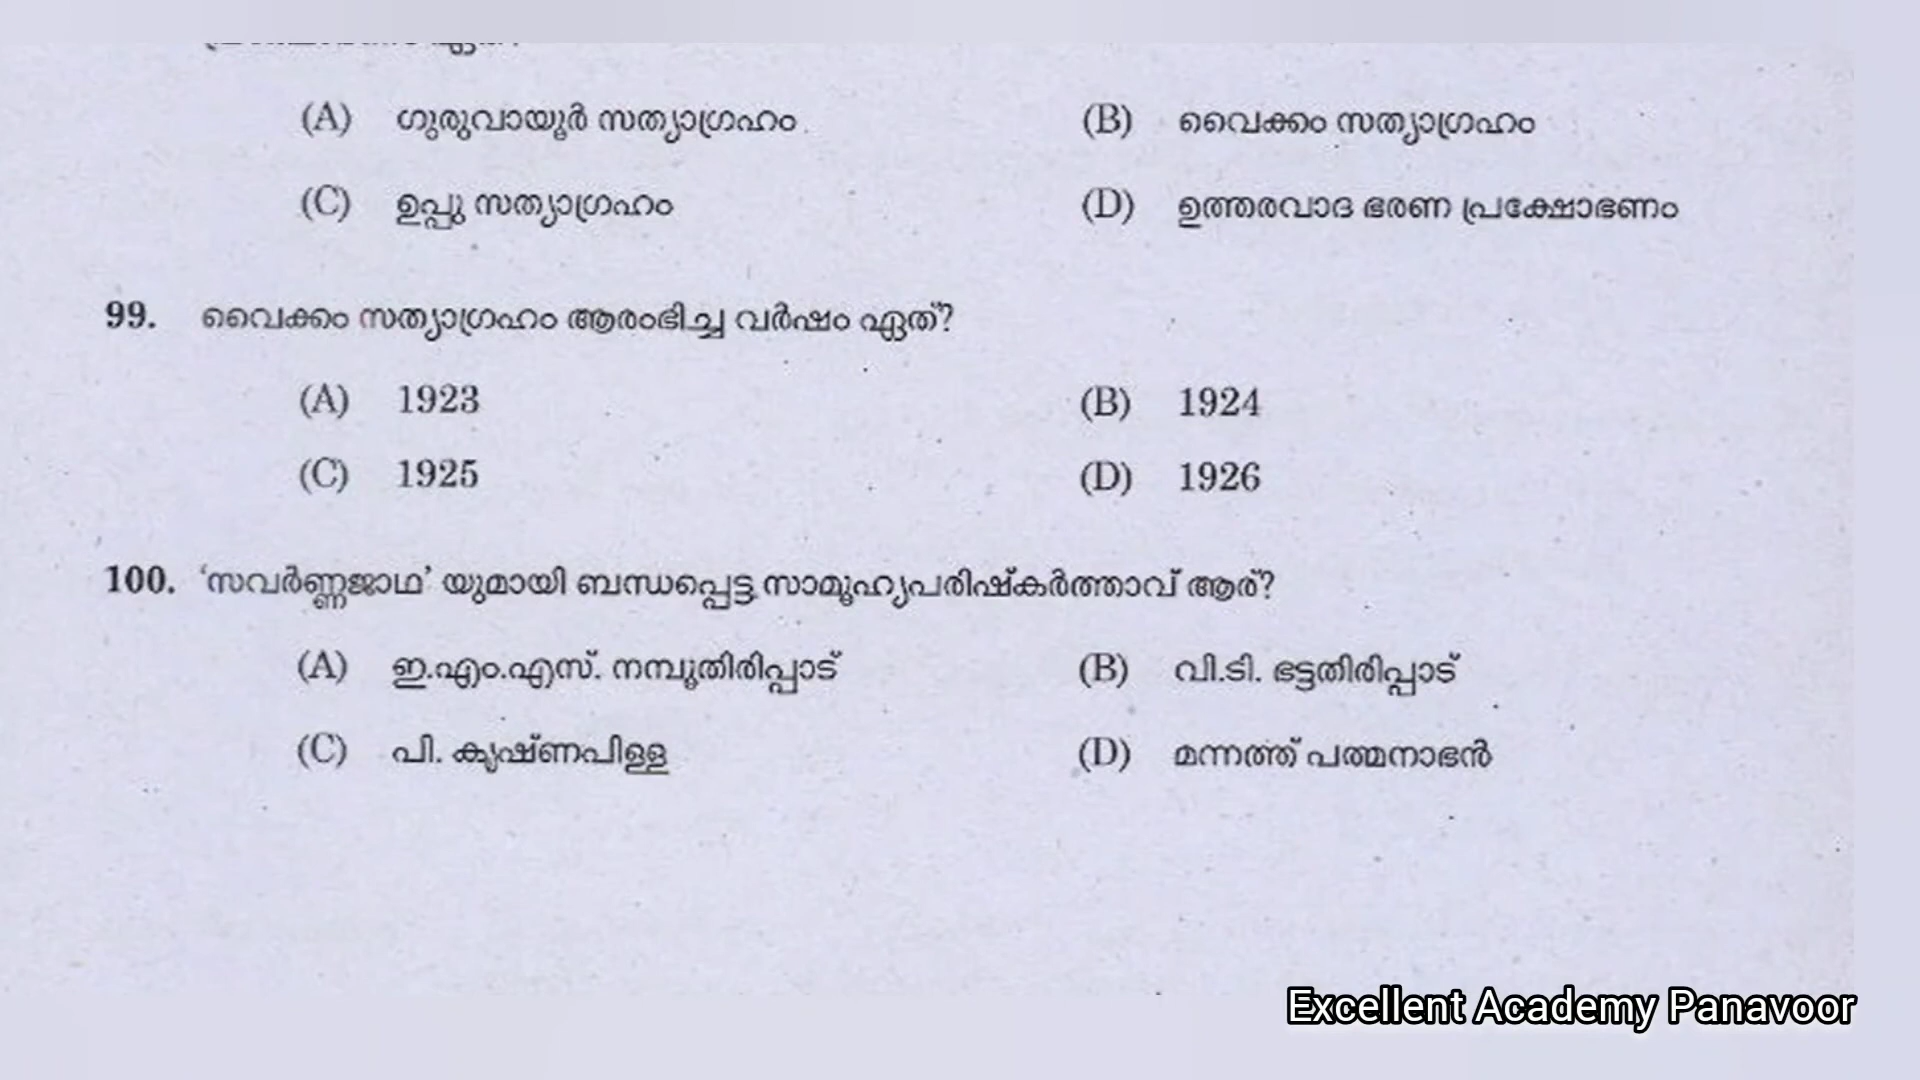 (A) ഗുരുവായൂർ സത്യാഗ്രഹം (B) വൈക്കം സത്യാഗ്രഹം
(C) ഉപ്പു സത്യാഗ്രഹം (D) ഉത്തരവാദ ഭരണ പ്രക്ഷോഭണം
99. വൈക്കം സത്യാഗ്രഹം ആരംഭിച്ച വർഷം ഏത്?
(A) 1923 (B) 1924
(C) 1925 (D) 1926
100. ‘സവർണ്ണജാഥ’ യുമായി ബന്ധപ്പെട്ട സാമൂഹ്യപരിഷ്കർത്താവ് ആര്?
(A) ഇ.എം.എസ്. നമ്പൂതിരിപ്പാട് (B) വി.ടി. ഭട്ടതിരിപ്പാട്
(C) പി. കൃഷ്ണപിള്ള (D) മന്നത്ത് പത്മനാഭൻ
Excellent Academy Panavoor